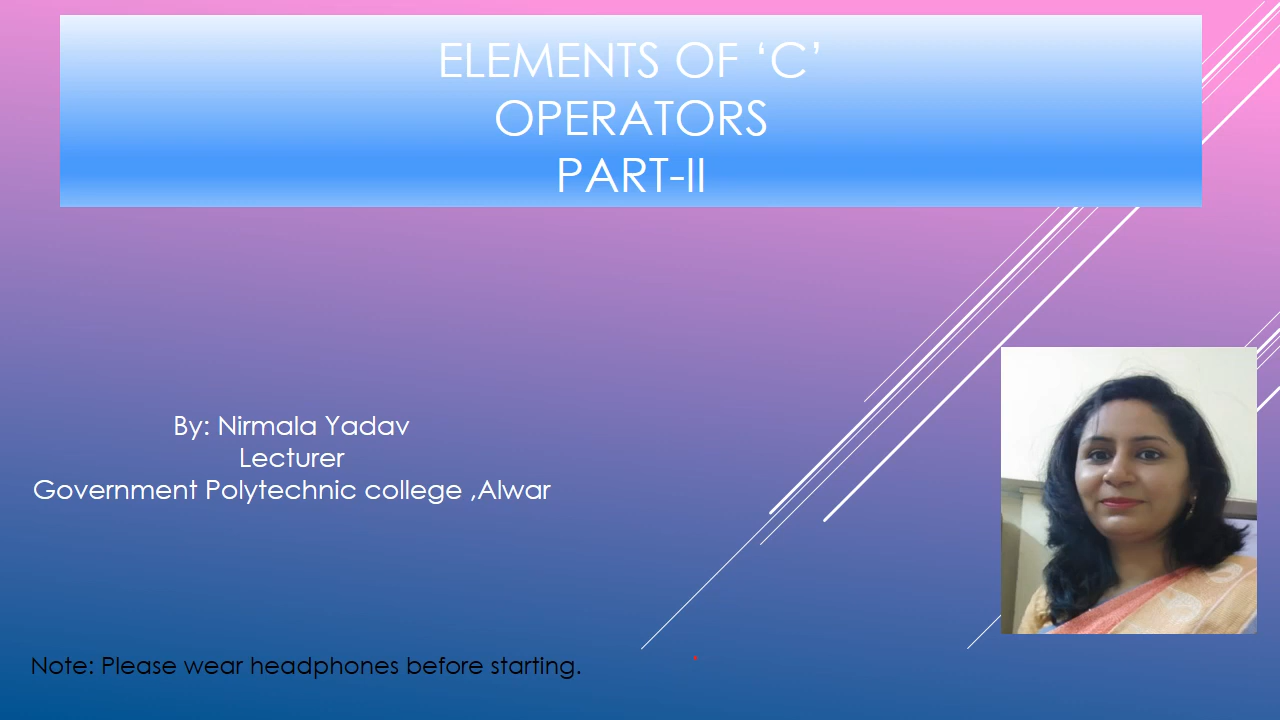 ELEMENTS OF ‘C’
OPERATORS
PART-II
By: Nirmala Yadav
Lecturer
Government Polytechnic college ,Alwar
Note: Please wear headphones before starting.